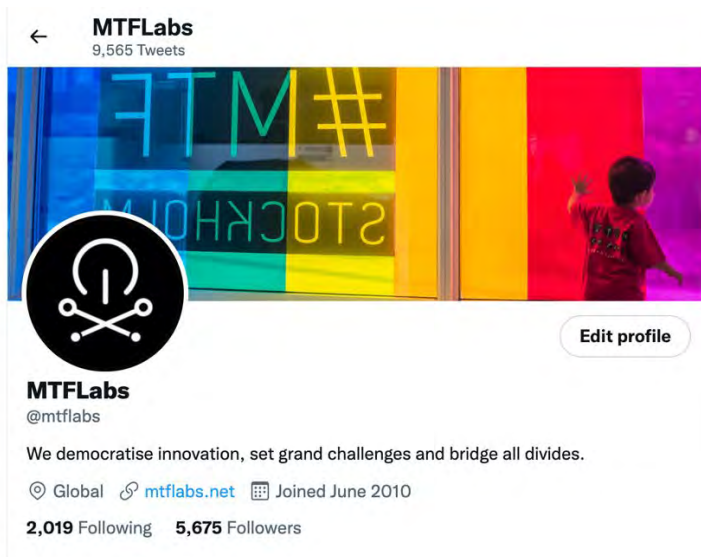 MTFLabs
9,565 Tweets
#MTF
STOCKHOLM
Edit profile
MTFLabs
@mtflabs
We democratise innovation, set grand challenges and bridge all divides.
Global mtflabs.net Joined June 2010
2,019 Following 5,675 Followers